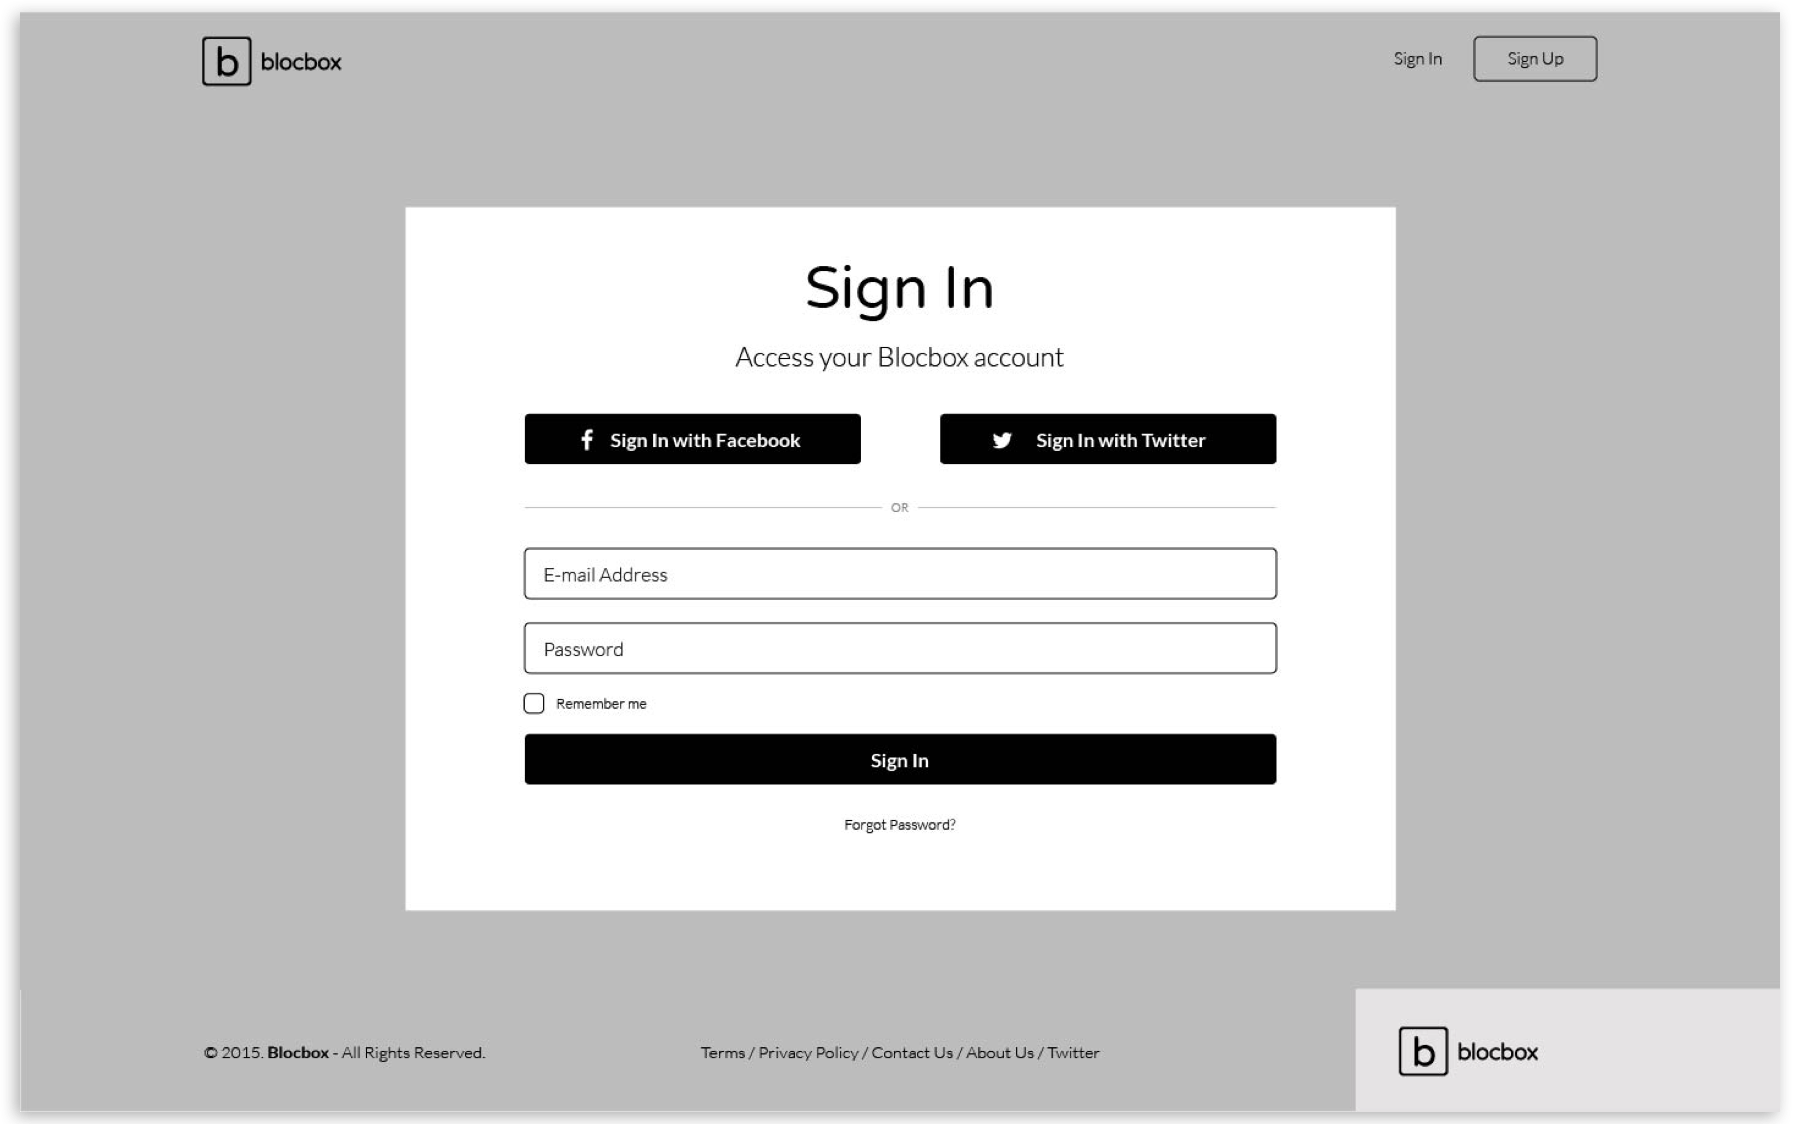 b blocbox
Sign In
Sign Up
Sign In
Access your Blocbox account
Sign In with Facebook
Sign In with Twitter
OR
E-mail Address
Password
Remember me
Sign In
Forgot Password?
© 2015. Blocbox - All Rights Reserved.
Terms / Privacy Policy / Contact Us / About Us / Twitter
b blocbox